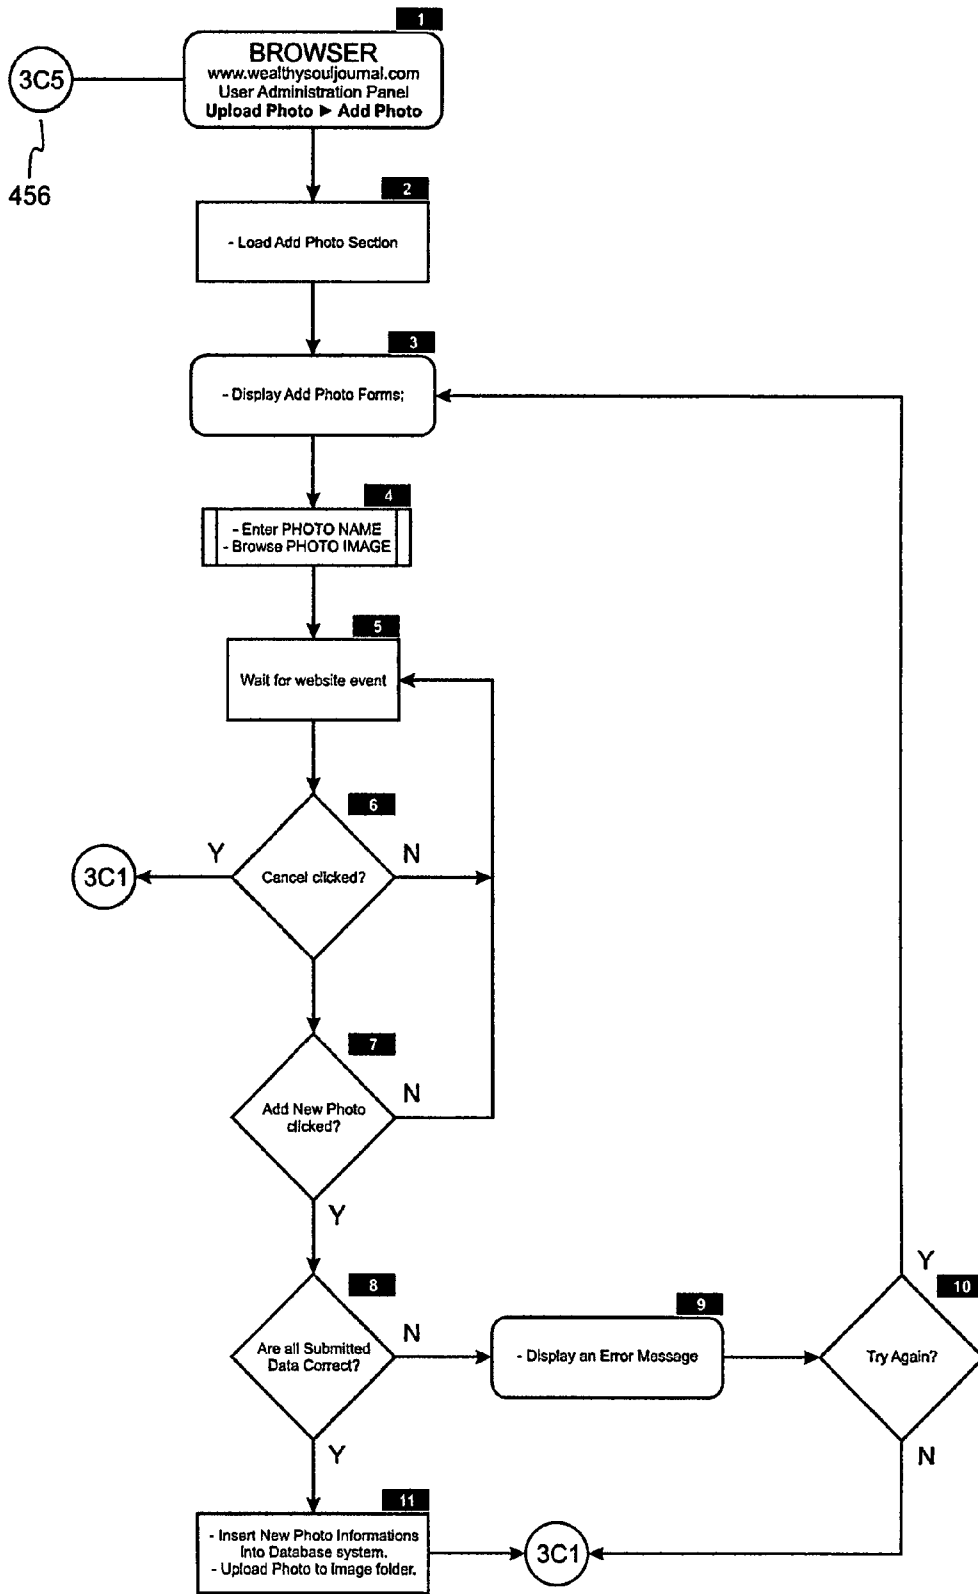 1
BROWSER
www.wealthysouljournal.com
User Administration Panel
Upload Photo ► Add Photo
3C5
456
2
- Load Add Photo Section
3
- Display Add Photo Forms;
4
- Enter PHOTO NAME
- Browse PHOTO IMAGE
5
Wait for website event
6
Y
N
3C1
Cancel clicked?
7
N
Add New Photo
clicked?
Y
8
N
Are all Submitted
Data Correct?
Y
9
- Display an Error Message
Y
10
Try Again?
N
11
- Insert New Photo Informations
Into Database system.
- Upload Photo to Image folder.
3C1